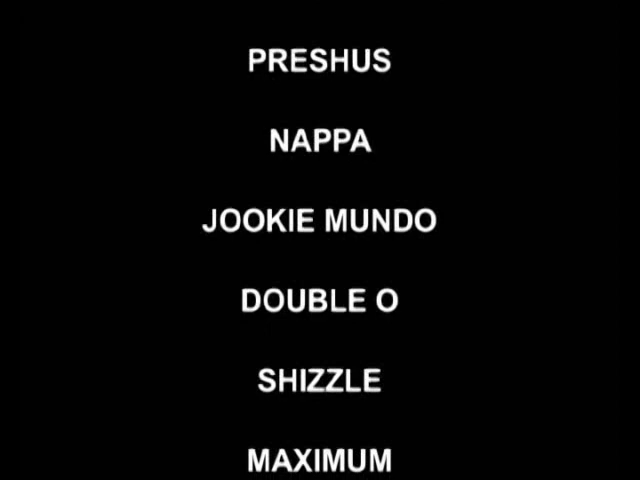 PRESHUS
NAPPA
JOOKIE MUNDO
DOUBLE O
SHIZZLE
MAXIMUM